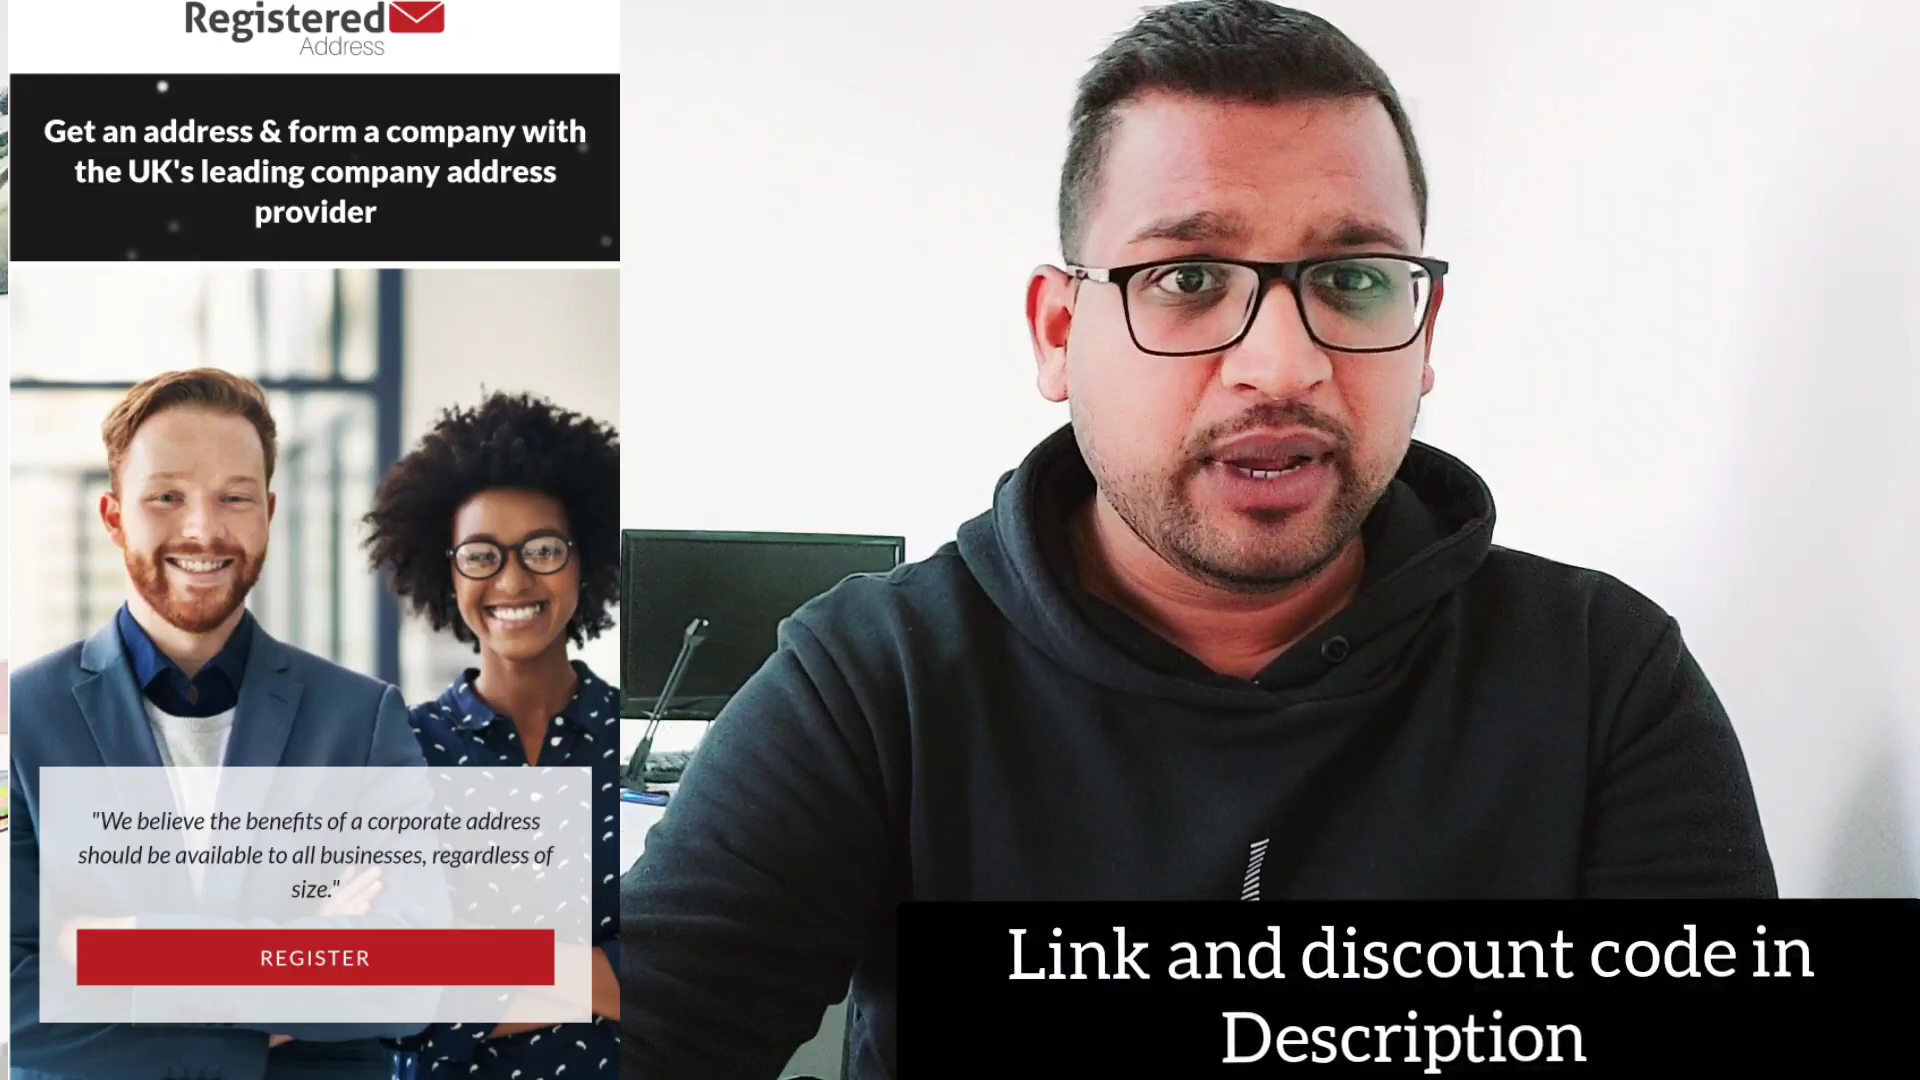 Registered
Address
Get an address & form a company with
the UK's leading company address
provider
"We believe the benefits of a corporate address
should be available to all businesses, regardless of
size."
REGISTER
Link and discount code in
Description